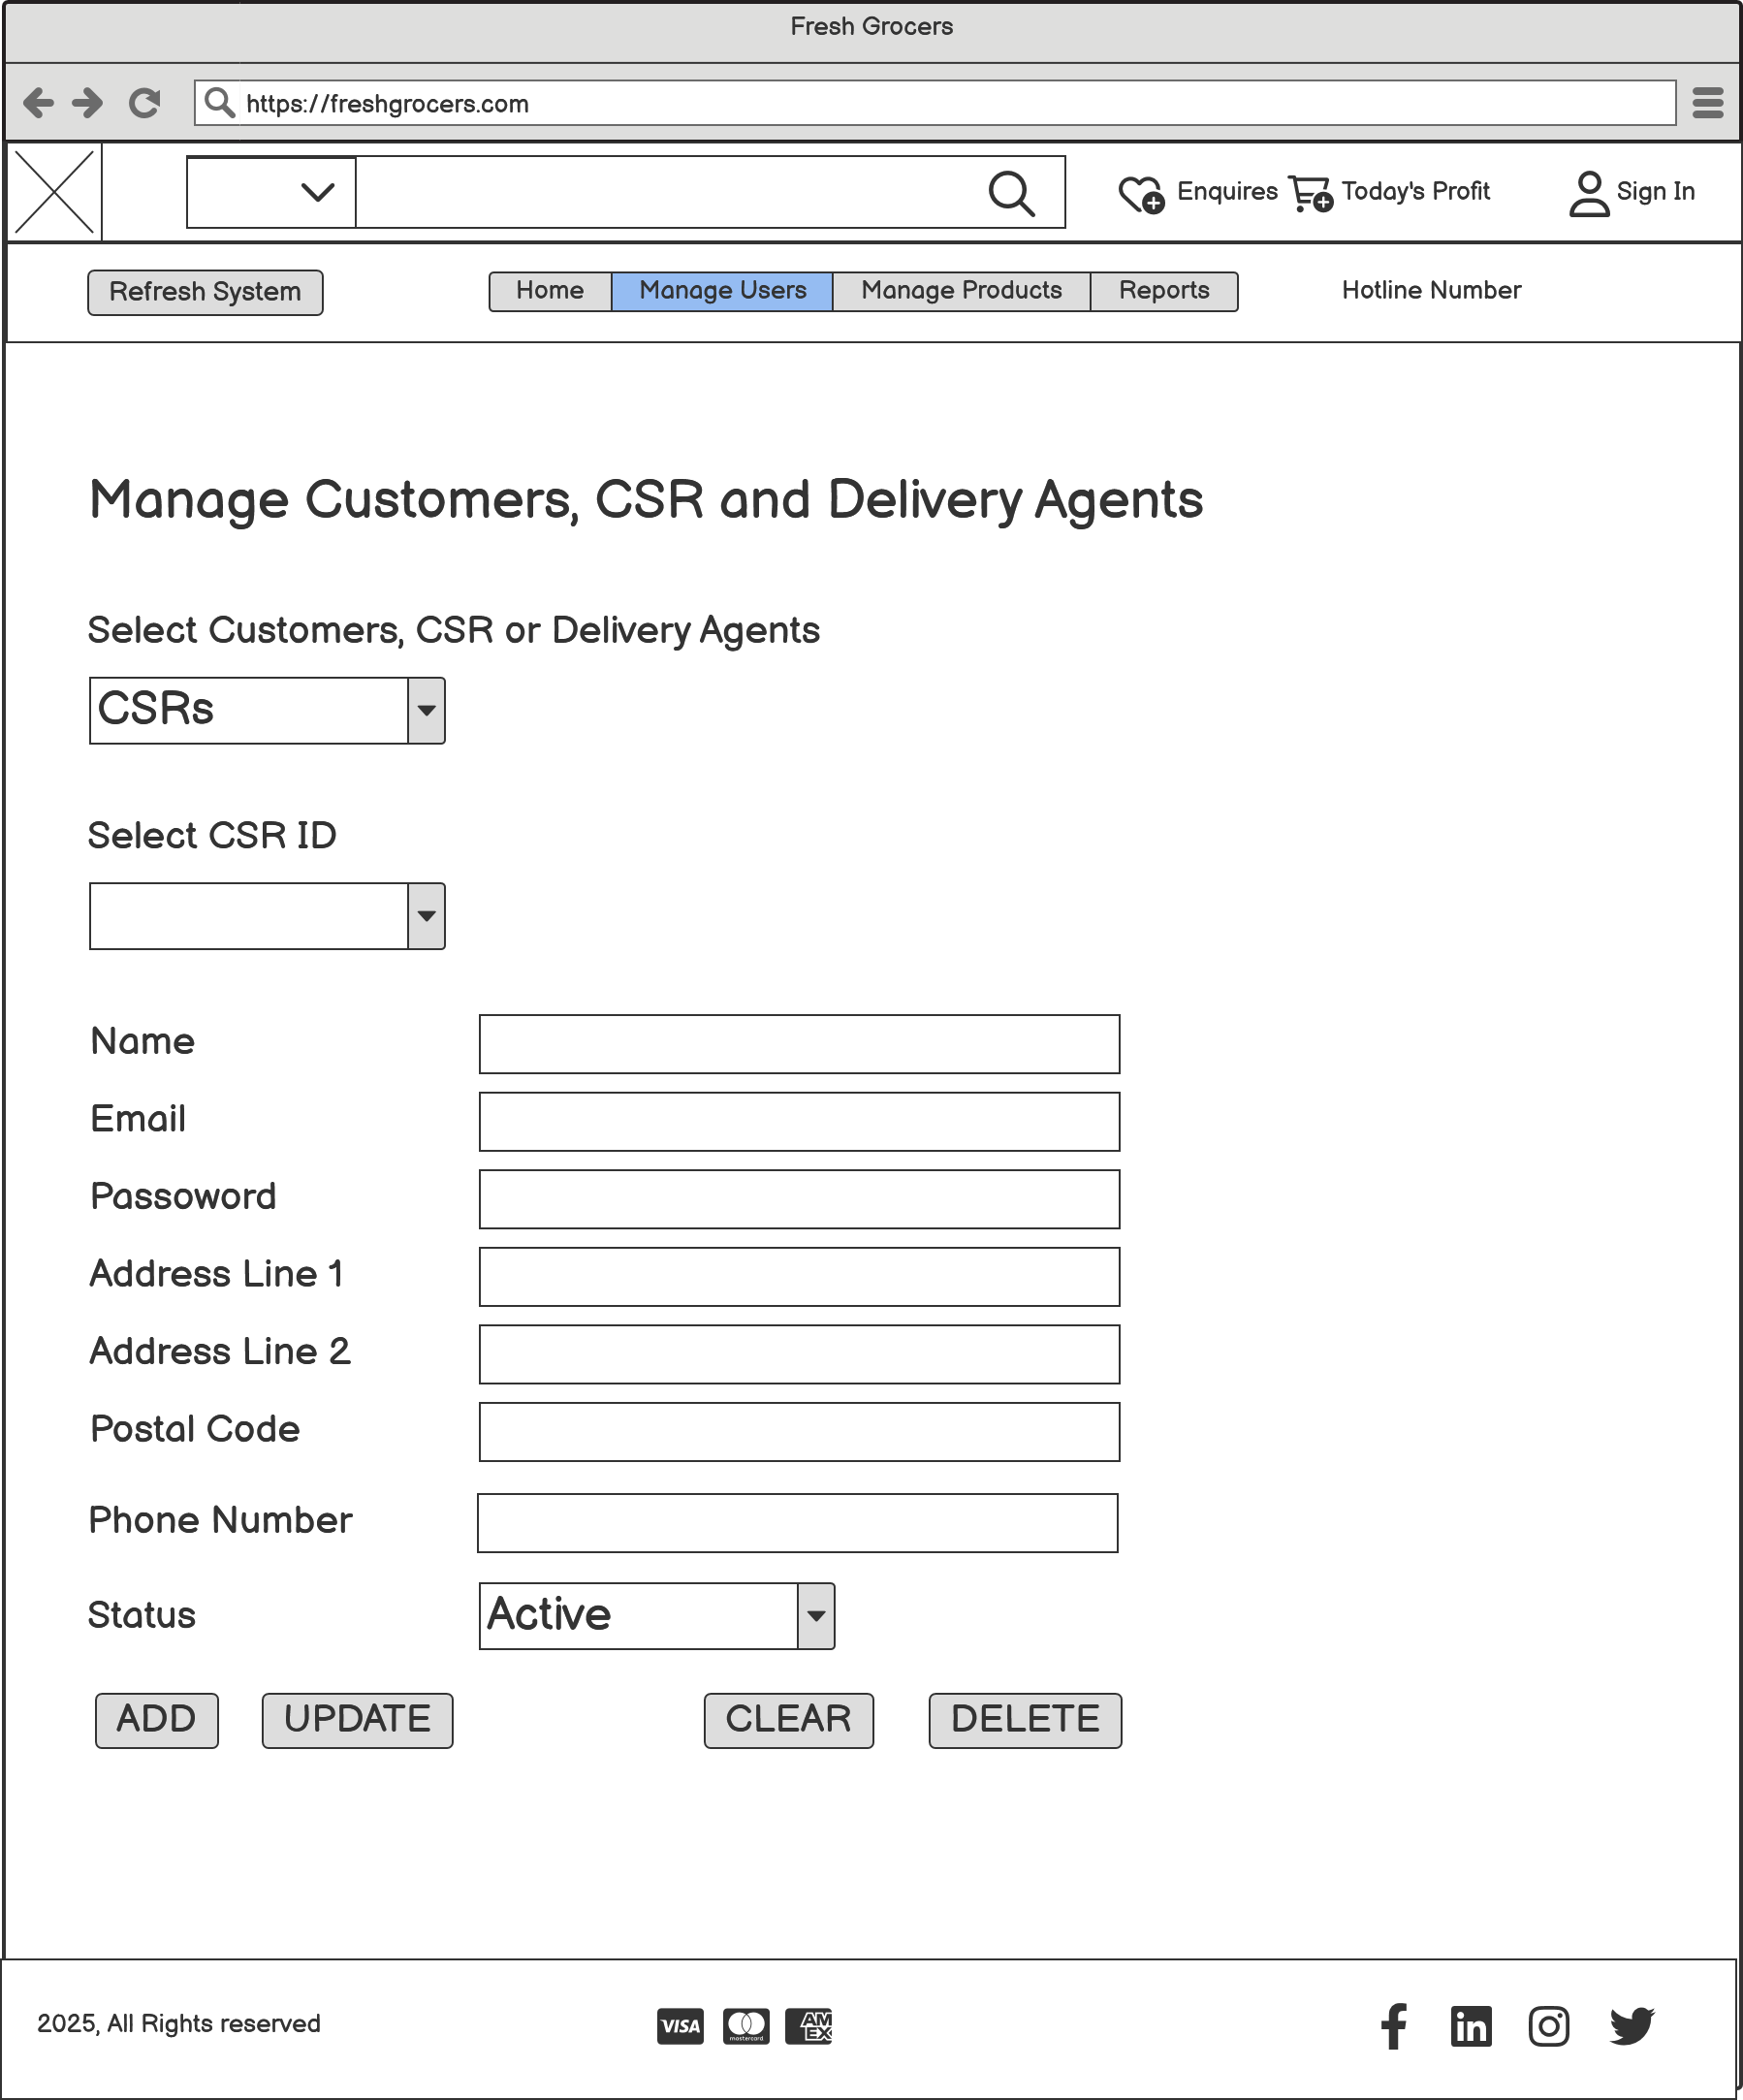 Fresh Grocers
https://freshgrocers.com
Enquires Today's Profit Sign In
Refresh System Home Manage Users Manage Products Reports Hotline Number
Manage Customers, CSR and Delivery Agents
Select Customers, CSR or Delivery Agents
CSRs
Select CSR ID
Name
Email
Passoword
Address Line 1
Address Line 2
Postal Code
Phone Number
Status Active
ADD UPDATE CLEAR DELETE
2025, All Rights reserved VISA mastercard AM EX f in